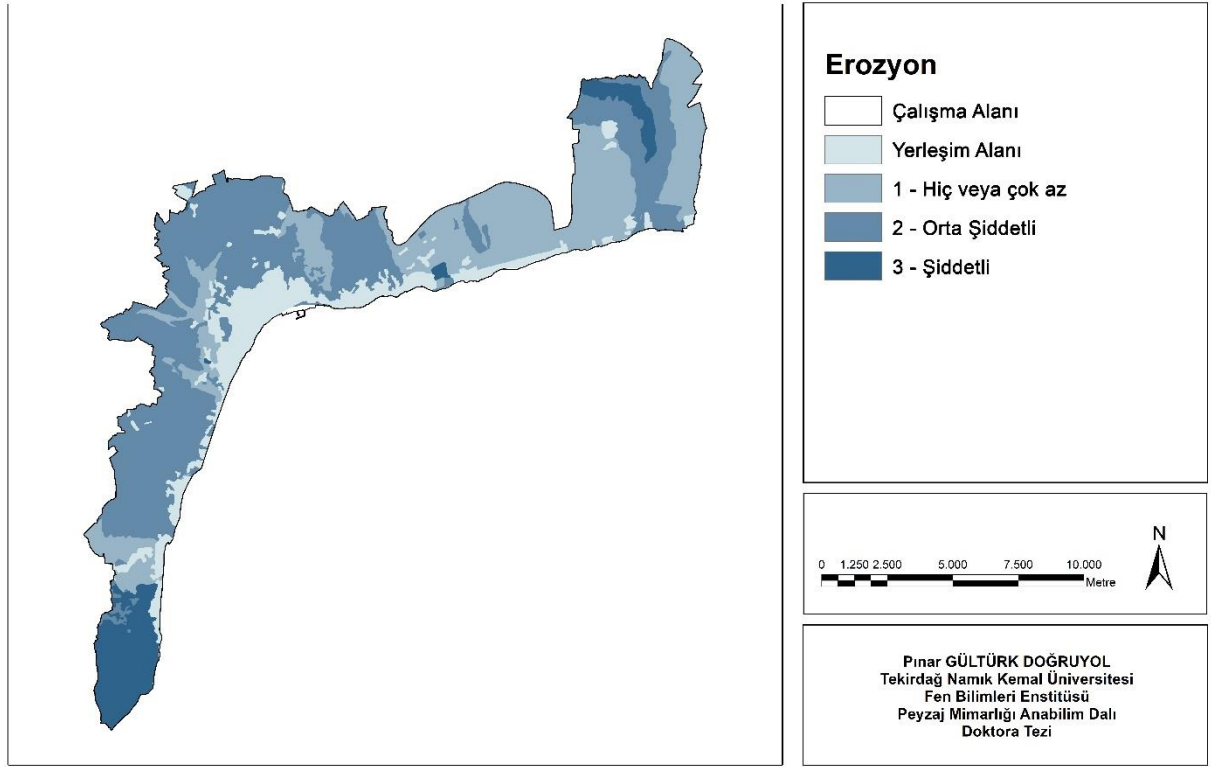 Erozyon
Çalışma Alanı
Yerleşim Alanı
1 - Hiç veya çok az
2 - Orta Şiddetli
3 - Şiddetli
N
0 1.250 2.500 5.000 7.500 10.000
Metre
Pınar GÜLTÜRK DOĞRUYOL
Tekirdağ Namık Kemal Üniversitesi
Fen Bilimleri Enstitüsü
Peyzaj Mimarlığı Anabilim Dalı
Doktora Tezi